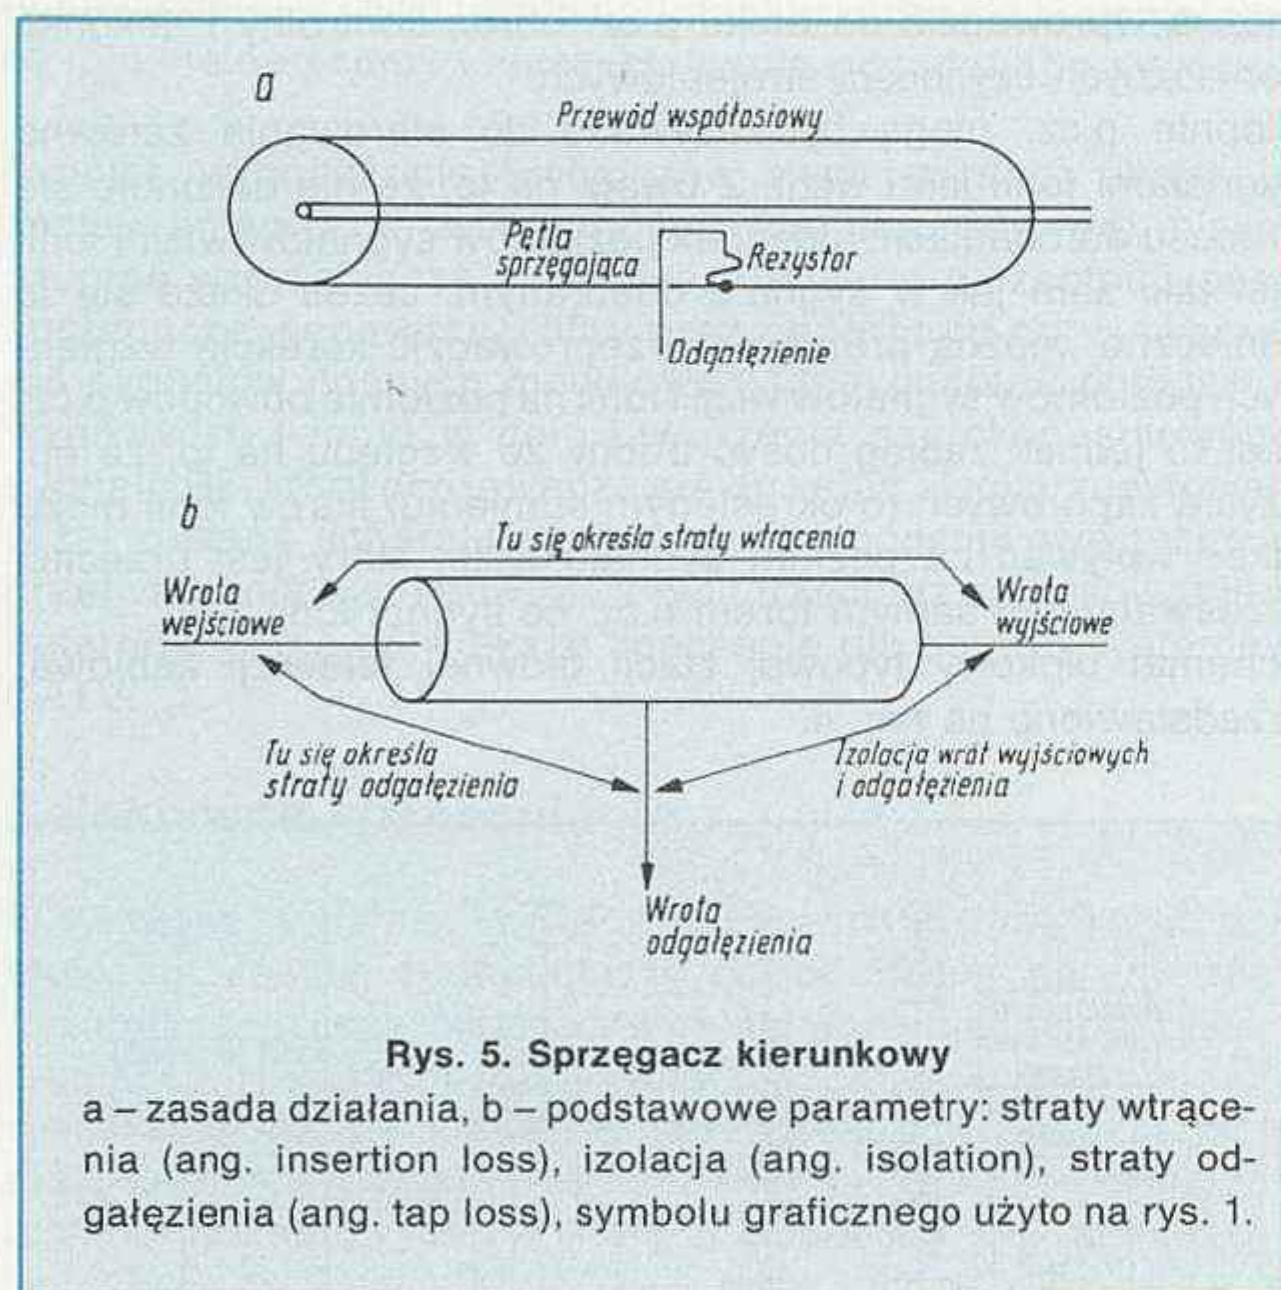 a
Przewód współosiowy
Pętla
sprzęgająca
Rezystor
Odgałęzienie
b
Tu się określa straty wtrącenia
Wrota
wejściowe
Wrota
wyjściowe
Tu się określa
straty odgałęzienia
Izolacja wrót wyjściowych
i odgałęzienia
Wrota
odgałęzienia
Rys. 5. Sprzęgacz kierunkowy
a – zasada działania, b – podstawowe parametry: straty wtrące-
nia (ang. insertion loss), izolacja (ang. isolation), straty od-
gałęzienia (ang. tap loss), symbolu graficznego użyto na rys. 1.